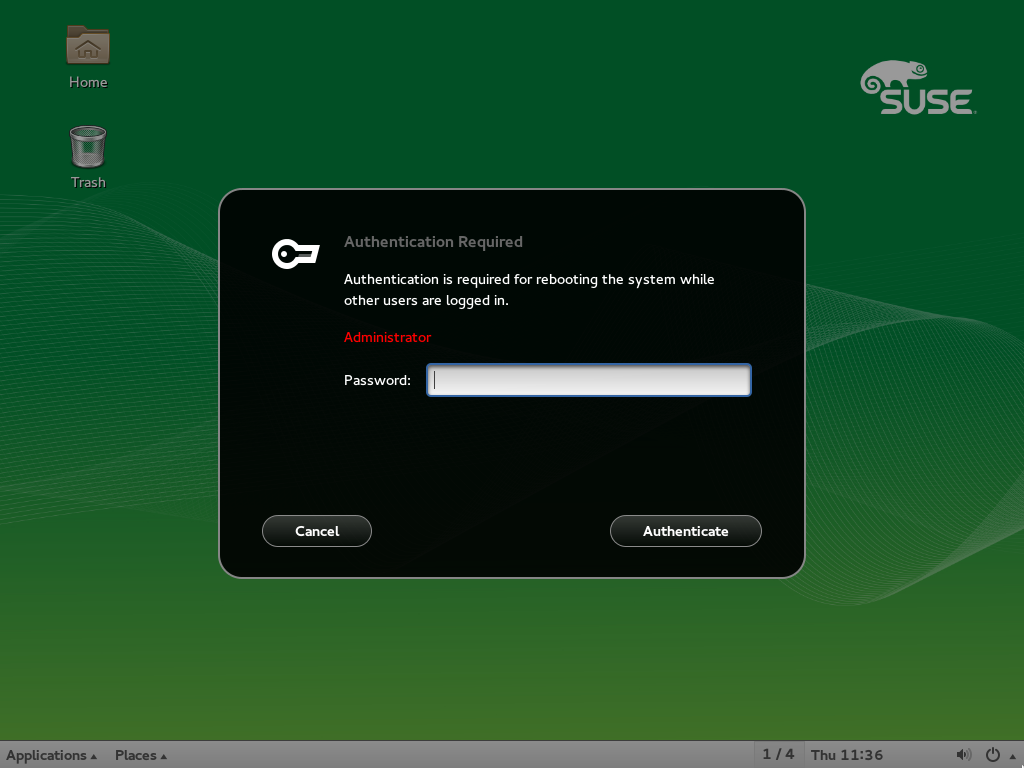 Home
SUSE
Trash
Authentication Required
Authentication is required for rebooting the system while
other users are logged in.
Administrator
Password:
Cancel
Authenticate
Applications
Places
1 / 4
Thu 11:36